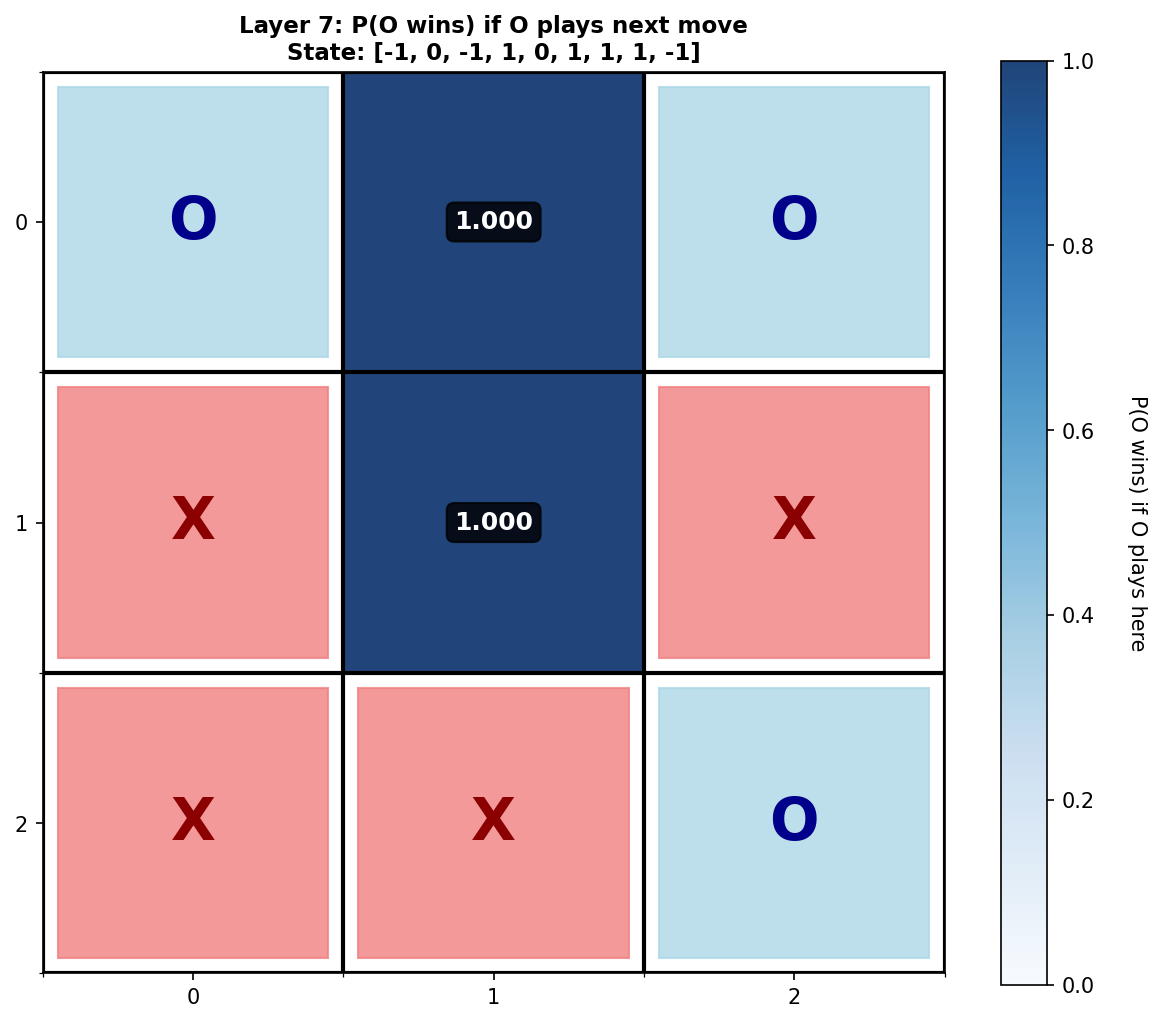 Layer 7: P(O wins) if O plays next move
State: [-1, 0, -1, 1, 0, 1, 1, 1, -1]
O
1.000
O
X
1.000
X
X
X
O
0
1
2
0
1
2
1.0
0.8
0.6
0.4
0.2
0.0
P(O wins) if O plays here